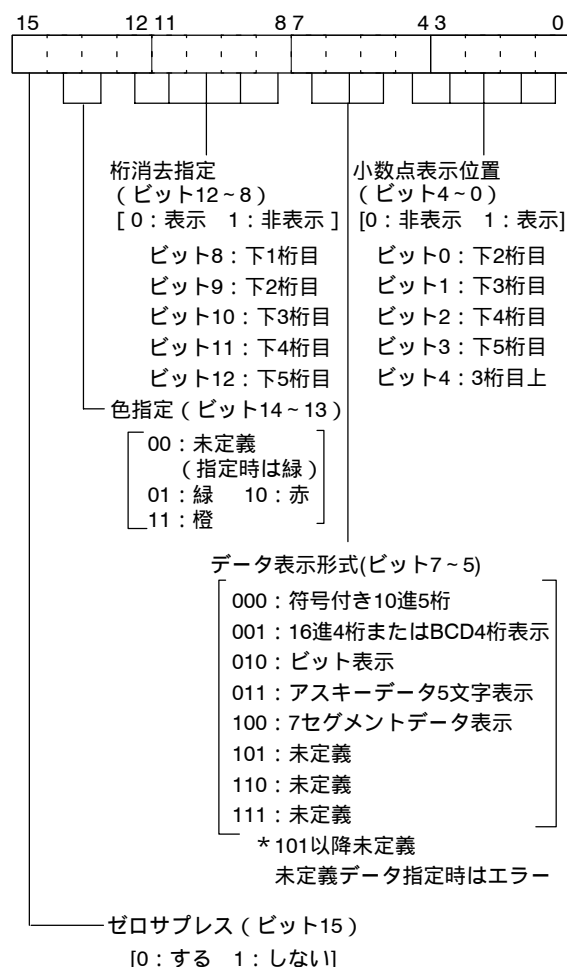 15 12 11 8 7 4 3 0
桁消去指定
(ビット12～8)
[ 0：表示 1：非表示 ]
ビット8：下1桁目
ビット9：下2桁目
ビット10：下3桁目
ビット11：下4桁目
ビット12：下5桁目
小数点表示位置
(ビット4～0)
[0：非表示 1：表示]
ビット0：下2桁目
ビット1：下3桁目
ビット2：下4桁目
ビット3：下5桁目
ビット4：3桁目上
色指定（ビット14～13）
00：未定義
（指定時は緑）
01：緑 10：赤
11：橙
データ表示形式(ビット7～5)
000：符号付き10進5桁
001：16進4桁またはBCD4桁表示
010：ビット表示
011：アスキーデータ5文字表示
100：7セグメントデータ表示
101：未定義
110：未定義
111：未定義
＊101以降未定義
未定義データ指定時はエラー
ゼロサプレス（ビット15）
[0：する 1：しない]